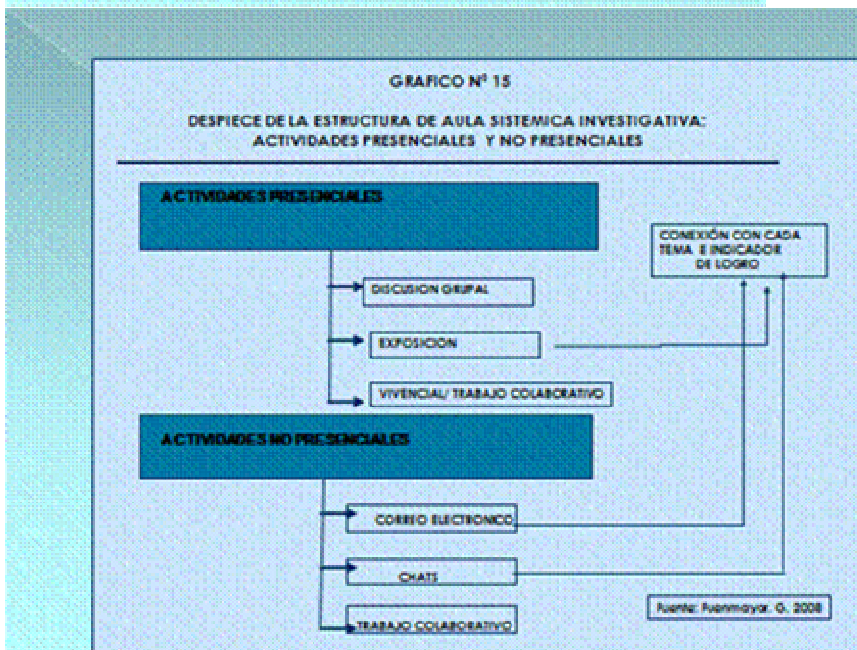 GRAFICO Nº 15
DESPIECE DE LA ESTRUCTURA DE AULA SISTEMICA INVESTIGATIVA:
ACTIVIDADES PRESENCIALES Y NO PRESENCIALES
ACTIVIDADES PRESENCIALES
CONEXIÓN CON CADA
TEMA E INDICADOR
DE LOGRO
DISCUSION GRUPAL
EXPOSICION
VIVENCIAL/ TRABAJO COLABORATIVO
ACTIVIDADES NO PRESENCIALES
CORREO ELECTRONICO
CHATS
TRABAJO COLABORATIVO
Fuente: Fuenmayor, G. 2008